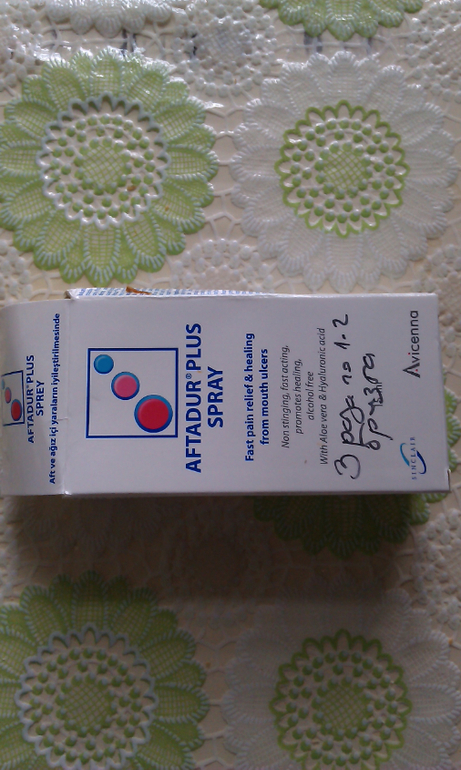 AFTADUR® PLUS
SPREY
Aft ve ağız içi yaraların iyileştirilmesinde
AFTADUR® PLUS
SPRAY
Fast pain relief & healing
from mouth ulcers
Non stinging, fast acting,
promotes healing,
alcohol free
With Aloe vera & Hyaluronic acid
3 раза по 1-2
SINCLAIR
Avicenna